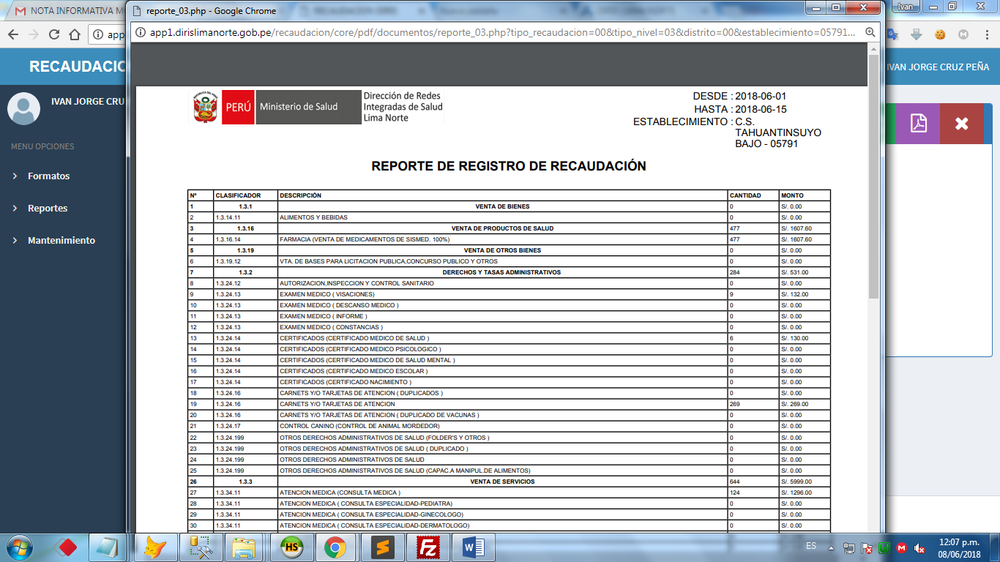 NOTA INFORMATIVA M
reporte_03.php - Google Chrome
Ivan
app
app1.dirislimanorte.gob.pe/recaudacion/core/pdf/documentos/reporte_03.php?tipo_recaudacion=00&tipo_nivel=03&distrito=00&establecimiento=05791...
RECAUDACIO
IVAN JORGE CRUZ PEÑA
IVAN JORGE CRU
MENU OPCIONES
Formatos
Reportes
Mantenimiento
PERÚ
Ministerio de Salud
Dirección de Redes
Integradas de Salud
Lima Norte
DESDE : 2018-06-01
HASTA : 2018-06-15
ESTABLECIMIENTO : C.S.
TAHUANTINSUYO
BAJO - 05791
REPORTE DE REGISTRO DE RECAUDACIÓN
Nº CLASIFICADOR DESCRIPCIÓN CANTIDAD MONTO
1 1.3.1 VENTA DE BIENES 0 S/. 0.00
2 1.3.14.11 ALIMENTOS Y BEBIDAS 0 S/. 0.00
3 1.3.16 VENTA DE PRODUCTOS DE SALUD 477 S/. 1607.60
4 1.3.16.14 FARMACIA (VENTA DE MEDICAMENTOS DE SISMED. 100%) 477 S/. 1607.60
5 1.3.19 VENTA DE OTROS BIENES 0 S/. 0.00
6 1.3.19.12 VTA. DE BASES PARA LICITACION PUBLICA,CONCURSO PUBLICO Y OTROS 0 S/. 0.00
7 1.3.2 DERECHOS Y TASAS ADMINISTRATIVOS 284 S/. 531.00
8 1.3.24.12 AUTORIZACION,INSPECCION Y CONTROL SANITARIO 0 S/. 0.00
9 1.3.24.13 EXAMEN MEDICO ( VISACIONES) 9 S/. 132.00
10 1.3.24.13 EXAMEN MEDICO ( DESCANSO MEDICO ) 0 S/. 0.00
11 1.3.24.13 EXAMEN MEDICO ( INFORME ) 0 S/. 0.00
12 1.3.24.13 EXAMEN MEDICO ( CONSTANCIAS ) 0 S/. 0.00
13 1.3.24.14 CERTIFICADOS (CERTIFICADO MEDICO DE SALUD ) 6 S/. 130.00
14 1.3.24.14 CERTIFICADOS (CERTIFICADO MEDICO PSICOLOGICO ) 0 S/. 0.00
15 1.3.24.14 CERTIFICADOS (CERTIFICADO MEDICO DE SALUD MENTAL ) 0 S/. 0.00
16 1.3.24.14 CERTIFICADOS (CERTIFICADO MEDICO ESCOLAR ) 0 S/. 0.00
17 1.3.24.14 CERTIFICADOS (CERTIFICADO NACIMIENTO ) 0 S/. 0.00
18 1.3.24.16 CARNETS Y/O TARJETAS DE ATENCION ( DUPLICADOS ) 0 S/. 0.00
19 1.3.24.16 CARNETS Y/O TARJETAS DE ATENCION 269 S/. 269.00
20 1.3.24.16 CARNETS Y/O TARJETAS DE ATENCION ( DUPLICADO DE VACUNAS ) 0 S/. 0.00
21 1.3.24.17 CONTROL CANINO (CONTROL DE ANIMAL MORDEDOR) 0 S/. 0.00
22 1.3.24.199 OTROS DERECHOS ADMINISTRATIVOS DE SALUD (FOLDER'S Y OTROS ) 0 S/. 0.00
23 1.3.24.199 OTROS DERECHOS ADMINISTRATIVOS DE SALUD ( DUPLICADO ) 0 S/. 0.00
24 1.3.24.199 OTROS DERECHOS ADMINISTRATIVOS DE SALUD 0 S/. 0.00
25 1.3.24.199 OTROS DERECHOS ADMINISTRATIVOS DE SALUD (CAPAC.A MANIPUL.DE ALIMENTOS) 0 S/. 0.00
26 1.3.3 VENTA DE SERVICIOS 644 S/. 5999.00
27 1.3.34.11 ATENCION MEDICA (CONSULTA MEDICA ) 124 S/. 1296.00
28 1.3.34.11 ATENCION MEDICA ( CONSULTA ESPECIALIDAD-PEDIATRA) 0 S/. 0.00
29 1.3.34.11 ATENCION MEDICA ( CONSULTA ESPECIALIDAD-GINECOLOGO) 0 S/. 0.00
30 1.3.34.11 ATENCION MEDICA ( CONSULTA ESPECIALIDAD-DERMATOLOGO) 0 S/. 0.00
HS
ES
12:07 p.m.
08/06/2018